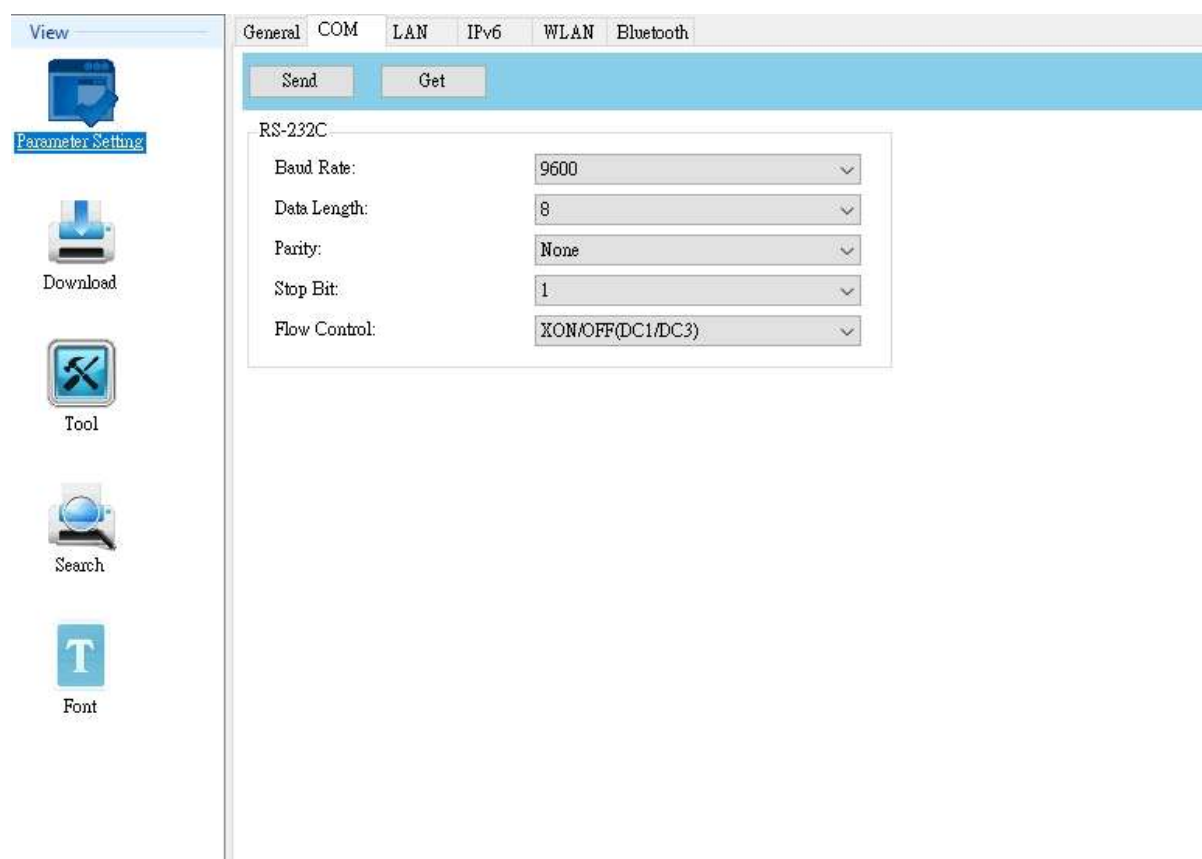 View
Parameter Setting
Download
Tool
Search
Font
General COM LAN IPv6 WLAN Bluetooth
Send Get
RS-232C
Baud Rate: 9600
Data Length: 8
Parity: None
Stop Bit: 1
Flow Control: XON/OFF(DC1/DC3)
T